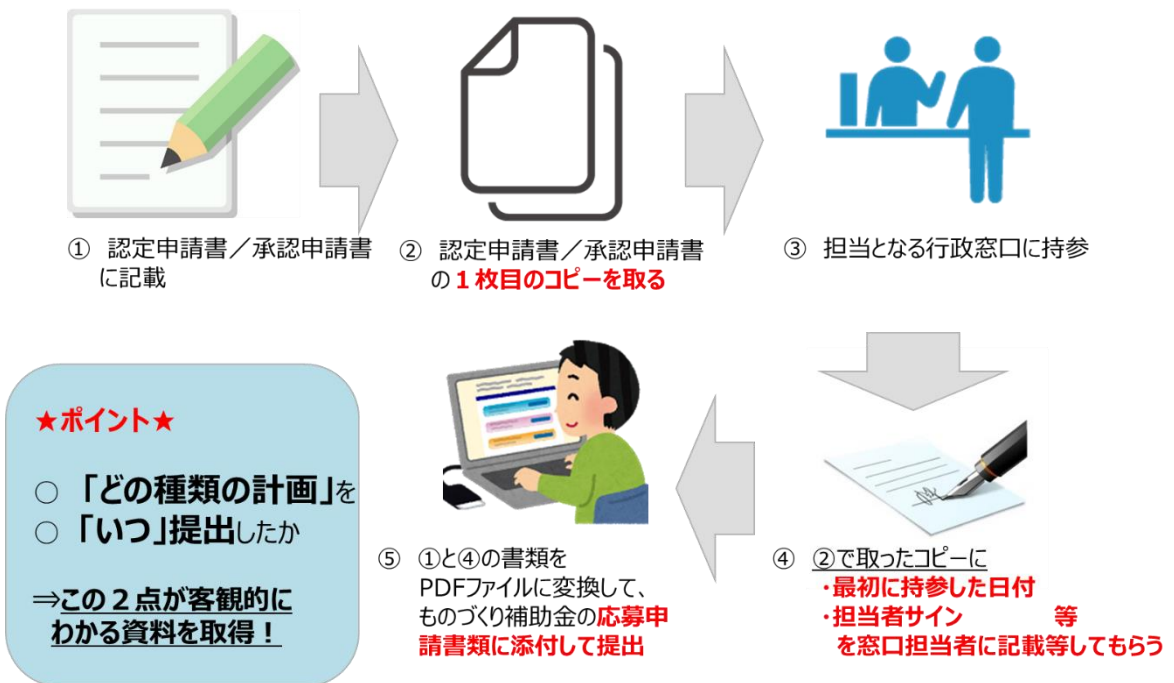 ① 認定申請書／承認申請書
に記載
② 認定申請書／承認申請書
の１枚目のコピーを取る
③ 担当となる行政窓口に持参
★ポイント★
○ 「どの種類の計画」を
○ 「いつ」提出したか
⇒この２点が客観的に
わかる資料を取得！
④ ②で取ったコピーに
・最初に持参した日付
・担当者サイン 等
を窓口担当者に記載等してもらう
⑤ ①と④の書類を
PDFファイルに変換して、
ものづくり補助金の応募申
請書類に添付して提出